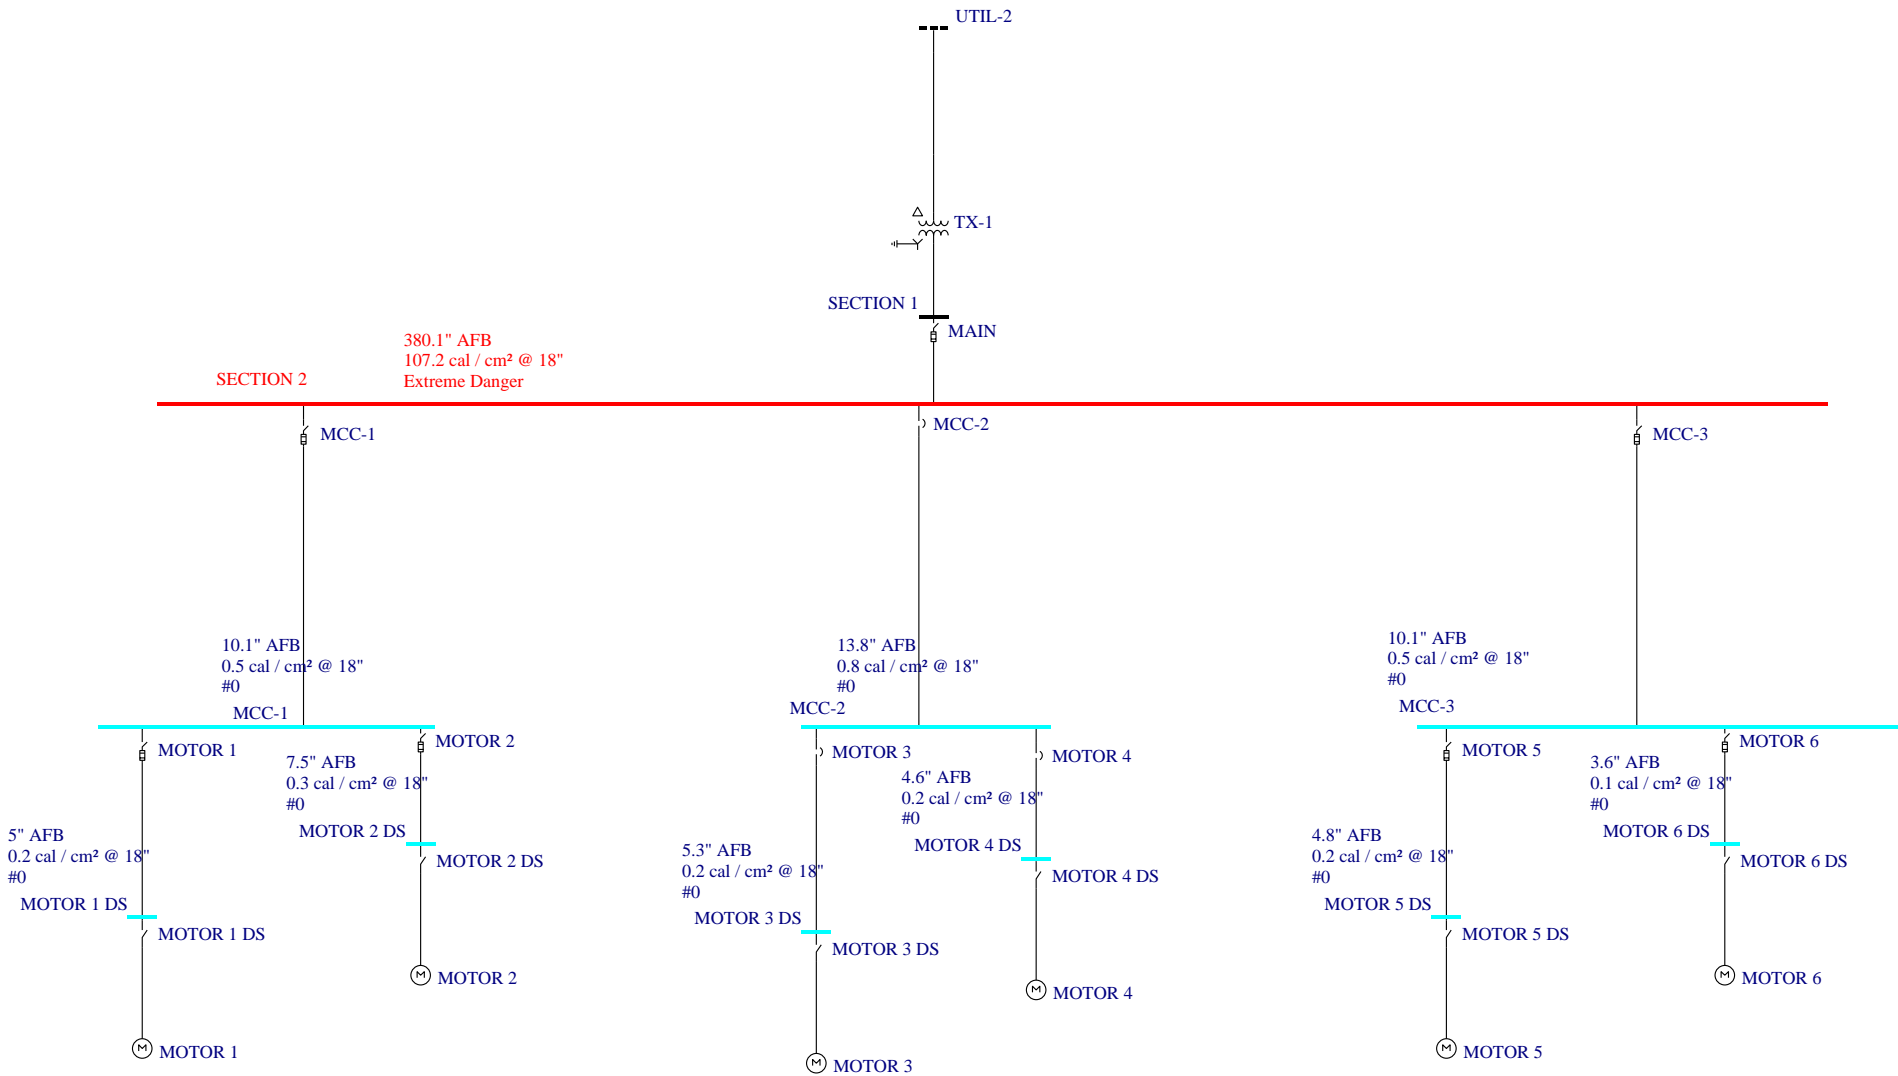 UTIL-2
TX-1
SECTION 1
MAIN
380.1" AFB
107.2 cal / cm² @ 18"
Extreme Danger
SECTION 2
MCC-1
MCC-2
MCC-3
10.1" AFB
0.5 cal / cm² @ 18"
#0
MCC-1
13.8" AFB
0.8 cal / cm² @ 18"
#0
MCC-2
10.1" AFB
0.5 cal / cm² @ 18"
#0
MCC-3
MOTOR 1
MOTOR 2
7.5" AFB
0.3 cal / cm² @ 18"
#0
MOTOR 2 DS
MOTOR 2 DS
5" AFB
0.2 cal / cm² @ 18"
#0
MOTOR 1 DS
MOTOR 1 DS
M
MOTOR 2
M
MOTOR 1
MOTOR 3
MOTOR 4
4.6" AFB
0.2 cal / cm² @ 18"
#0
MOTOR 4 DS
MOTOR 4 DS
5.3" AFB
0.2 cal / cm² @ 18"
#0
MOTOR 3 DS
MOTOR 3 DS
M
MOTOR 4
M
MOTOR 3
MOTOR 5
MOTOR 6
3.6" AFB
0.1 cal / cm² @ 18"
#0
MOTOR 6 DS
MOTOR 6 DS
4.8" AFB
0.2 cal / cm² @ 18"
#0
MOTOR 5 DS
MOTOR 5 DS
M
MOTOR 6
M
MOTOR 5